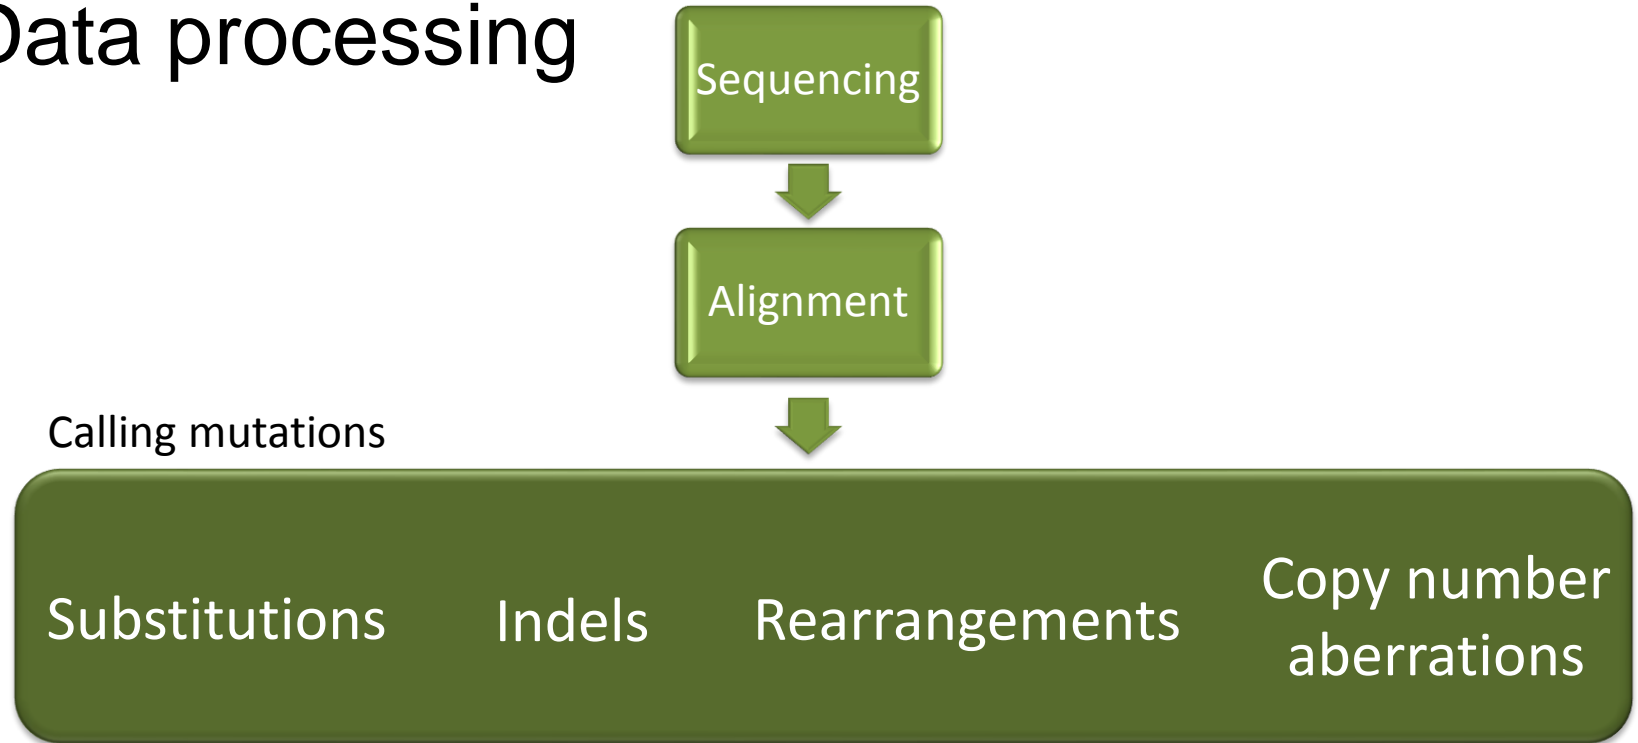 Data processing
Sequencing
Alignment
Calling mutations
Substitutions
Indels
Rearrangements
Copy number
aberrations